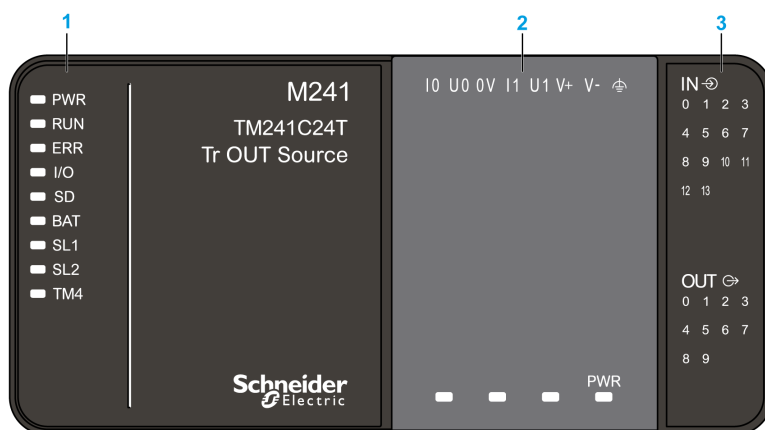 1 2 3
PWR
RUN
ERR
I/O
SD
BAT
SL1
SL2
TM4
M241
TM241C24T
Tr OUT Source
Schneider
Electric
I0 U0 0V I1 U1 V+ V-
PWR
IN
0 1 2 3
4 5 6 7
8 9 10 11
12 13
OUT
0 1 2 3
4 5 6 7
8 9